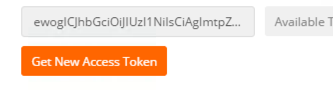 ewogICJhbGciOiJIUzI1NiIsCiAgImtpZ...
Available T
Get New Access Token